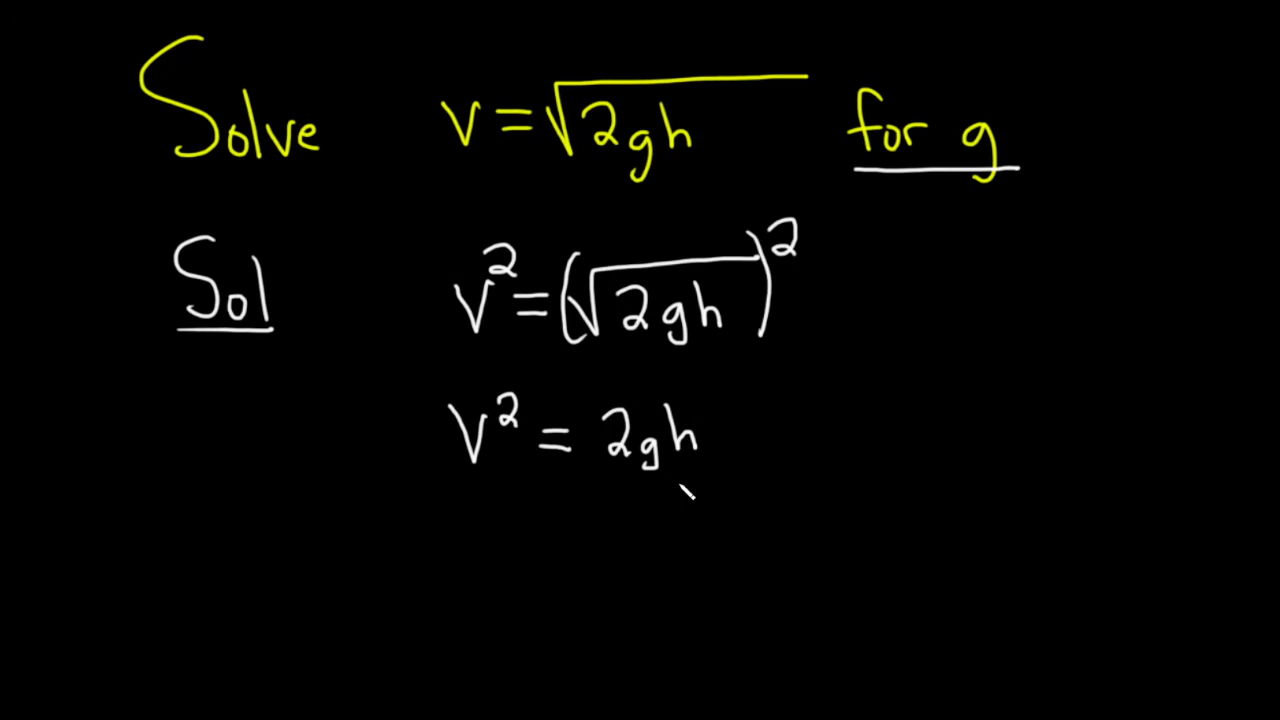 Solve v=√2gh for g
Sol v²=(√2gh)²
v² = 2gh